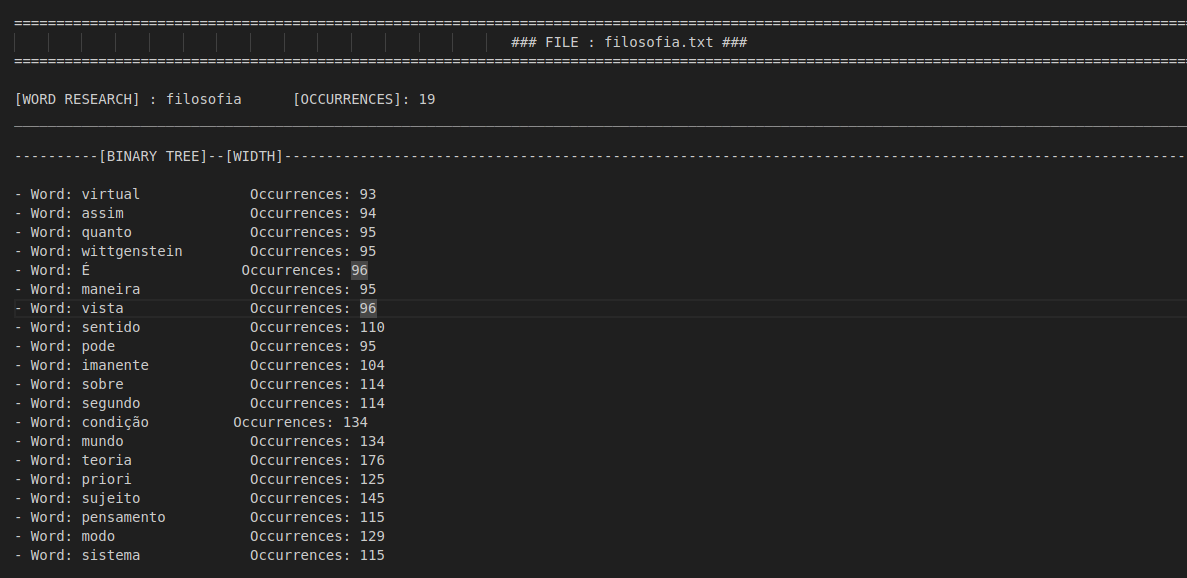 ================================================================================
### FILE : filosofia.txt ###
================================================================================
[WORD RESEARCH] : filosofia [OCCURRENCES]: 19
________________________________________________________________________________
----------[BINARY TREE]--[WIDTH]------------------------------------------------
- Word: virtual Occurrences: 93
- Word: assim Occurrences: 94
- Word: quanto Occurrences: 95
- Word: wittgenstein Occurrences: 95
- Word: É Occurrences: 96
- Word: maneira Occurrences: 95
- Word: vista Occurrences: 96
- Word: sentido Occurrences: 110
- Word: pode Occurrences: 95
- Word: imanente Occurrences: 104
- Word: sobre Occurrences: 114
- Word: segundo Occurrences: 114
- Word: condição Occurrences: 134
- Word: mundo Occurrences: 134
- Word: teoria Occurrences: 176
- Word: priori Occurrences: 125
- Word: sujeito Occurrences: 145
- Word: pensamento Occurrences: 115
- Word: modo Occurrences: 129
- Word: sistema Occurrences: 115